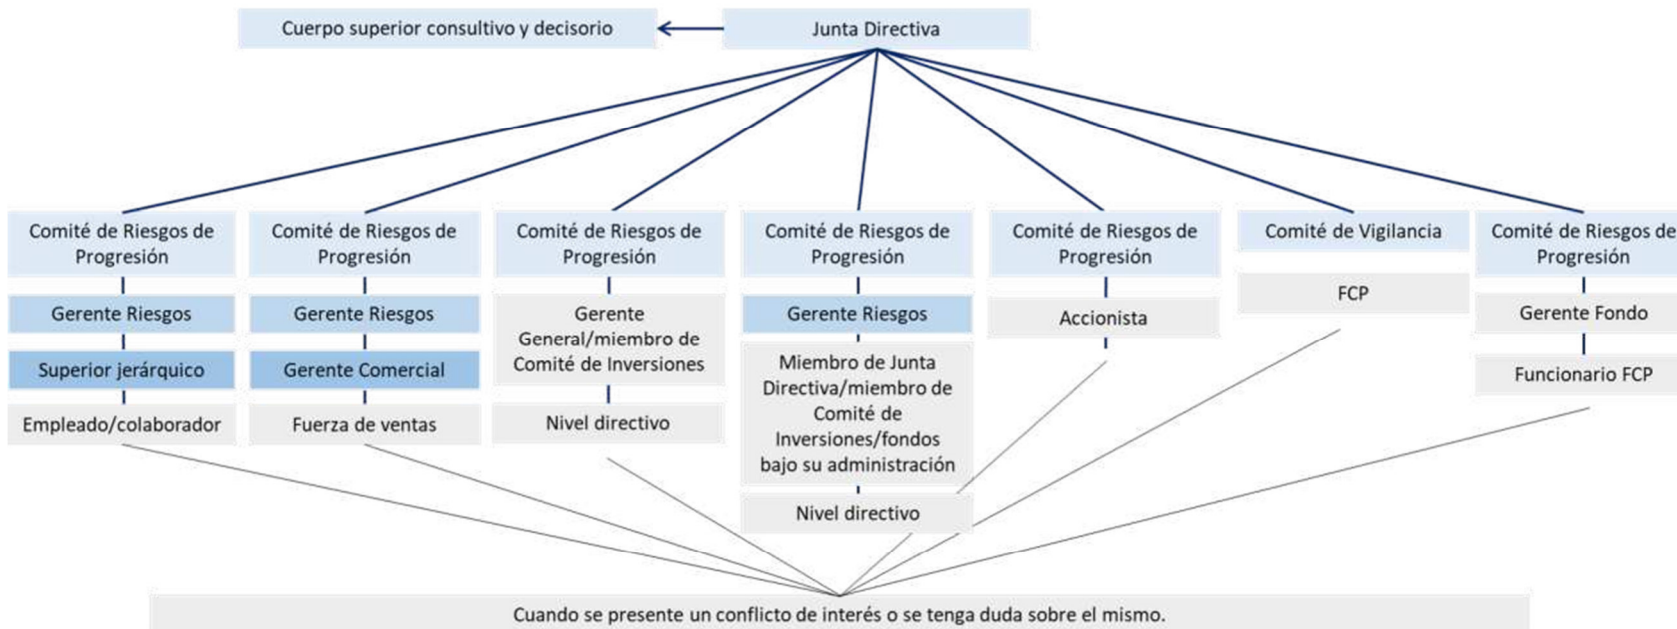 Cuerpo superior consultivo y decisorio
Junta Directiva
Comité de Riesgos de
Progresión
Gerente Riesgos
Superior jerárquico
Empleado/colaborador
Comité de Riesgos de
Progresión
Gerente Riesgos
Gerente Comercial
Fuerza de ventas
Comité de Riesgos de
Progresión
Gerente
General/miembro de
Comité de Inversiones
Nivel directivo
Comité de Riesgos de
Progresión
Gerente Riesgos
Miembro de Junta
Directiva/miembro de
Comité de
Inversiones/fondos
bajo su administración
Nivel directivo
Comité de Riesgos de
Progresión
Accionista
Comité de Vigilancia
FCP
Comité de Riesgos de
Progresión
Gerente Fondo
Funcionario FCP
Cuando se presente un conflicto de interés o se tenga duda sobre el mismo.